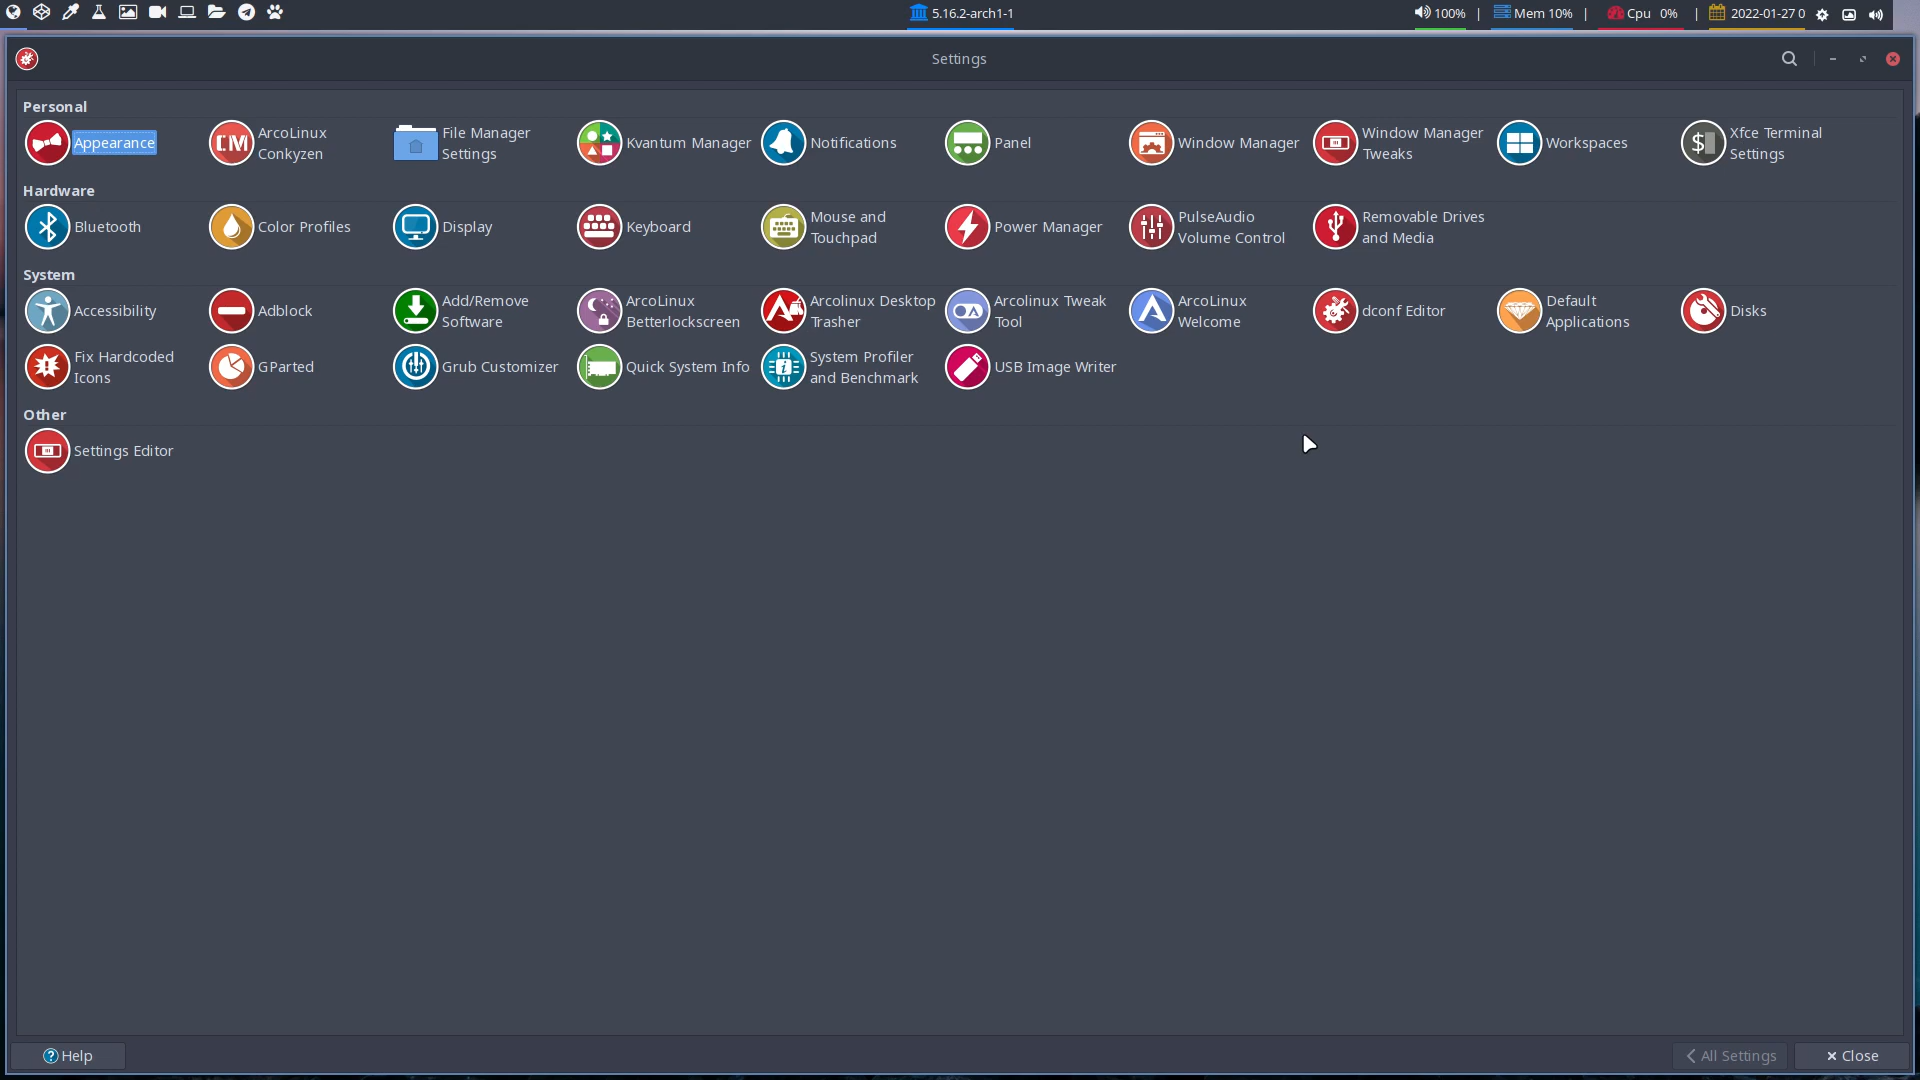 5.16.2-arch1-1
100% | Mem 10% | Cpu 0% | 2022-01-27 0
Settings
Personal
Appearance
ArcoLinux
Conkyzen
File Manager
Settings
Kvantum Manager
Notifications
Panel
Window Manager
Window Manager
Tweaks
Workspaces
Xfce Terminal
Settings
Hardware
Bluetooth
Color Profiles
Display
Keyboard
Mouse and
Touchpad
Power Manager
PulseAudio
Volume Control
Removable Drives
and Media
System
Accessibility
Adblock
Add/Remove
Software
ArcoLinux
Betterlockscreen
Arcolinux Desktop
Trasher
Arcolinux Tweak
Tool
ArcoLinux
Welcome
dconf Editor
Default
Applications
Disks
Fix Hardcoded
Icons
GParted
Grub Customizer
Quick System Info
System Profiler
and Benchmark
USB Image Writer
Other
Settings Editor
Help
All Settings
Close